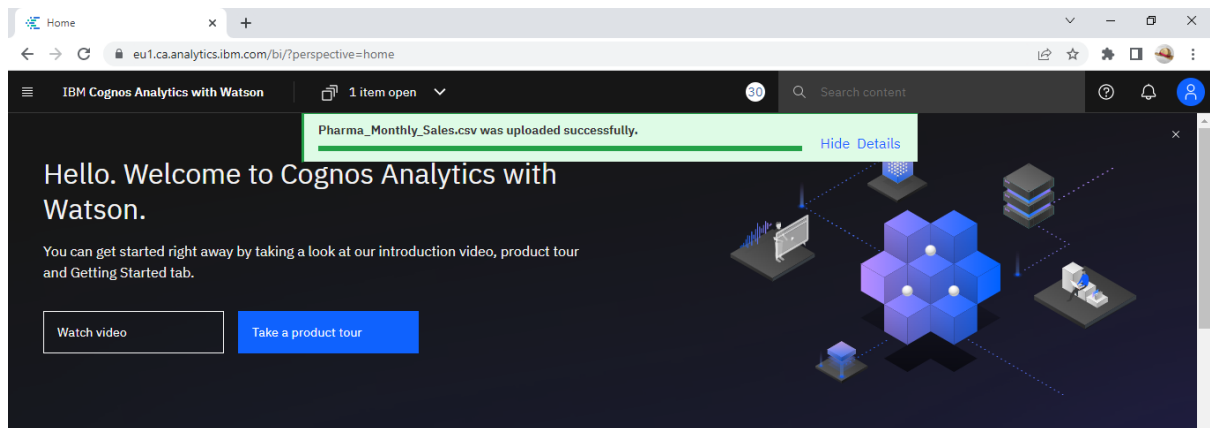 Home
eu1.ca.analytics.ibm.com/bi/?perspective=home
IBM Cognos Analytics with Watson
1 item open
30
Search content
Pharma_Monthly_Sales.csv was uploaded successfully.
Hide Details
Hello. Welcome to Cognos Analytics with
Watson.
You can get started right away by taking a look at our introduction video, product tour
and Getting Started tab.
Watch video
Take a product tour